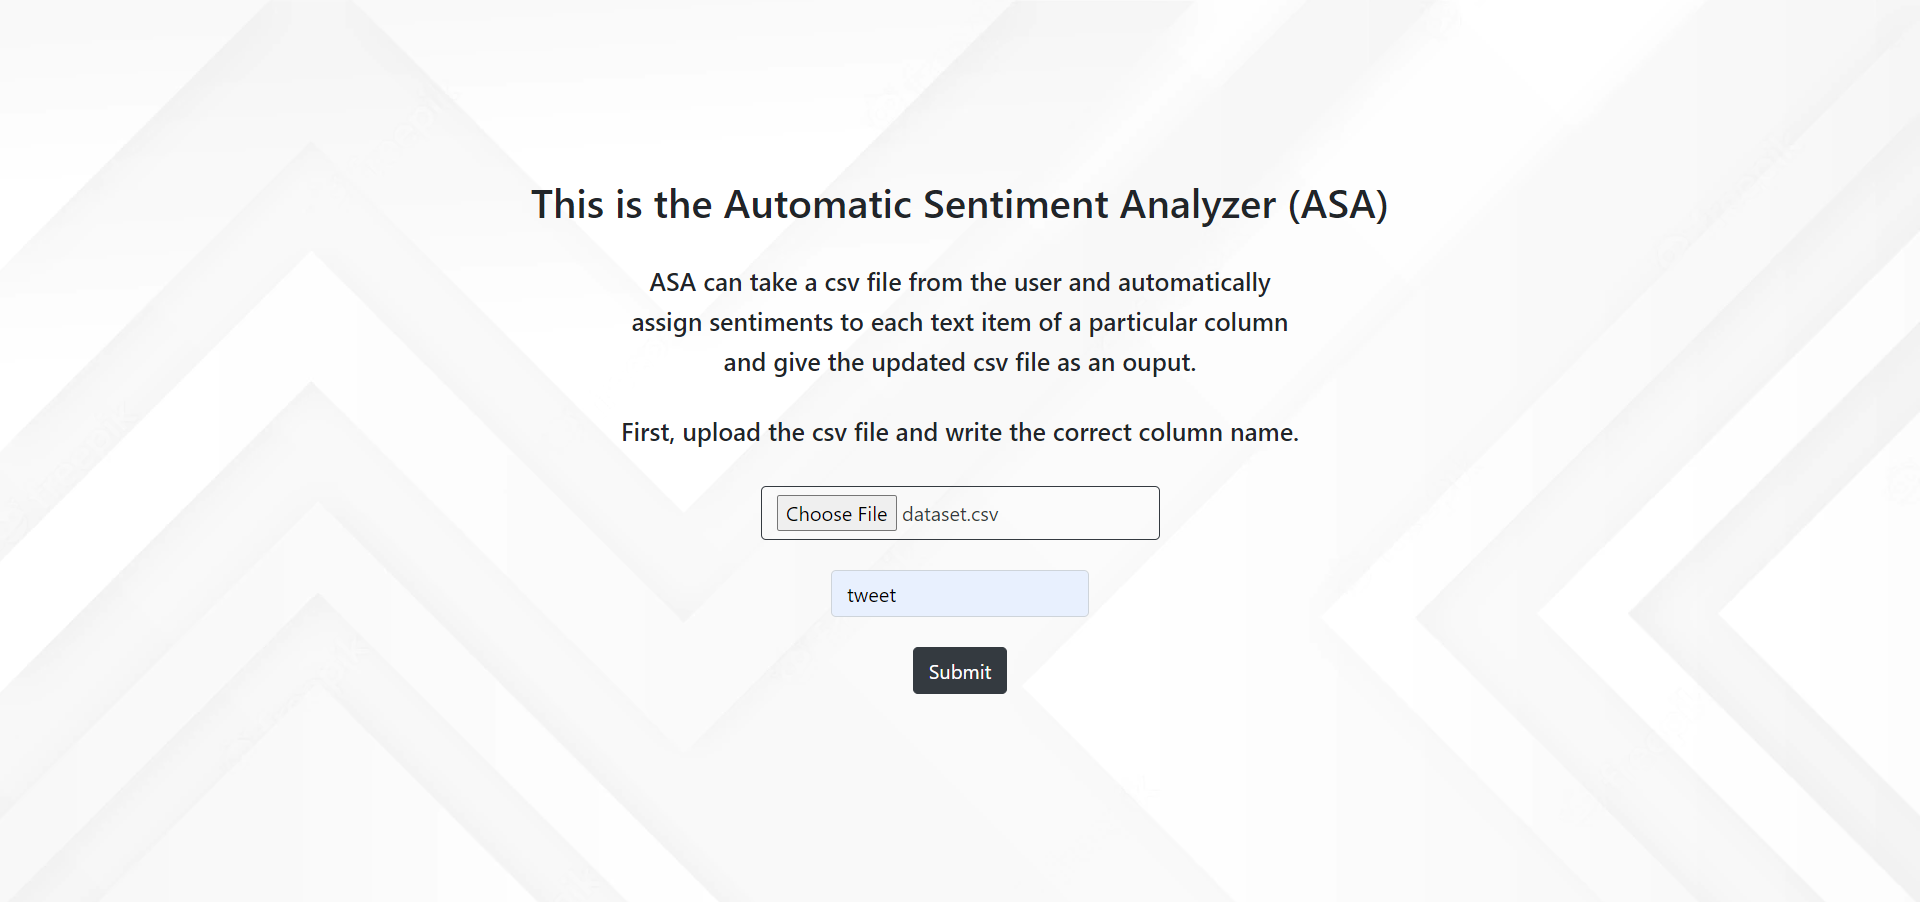 This is the Automatic Sentiment Analyzer (ASA)
ASA can take a csv file from the user and automatically
assign sentiments to each text item of a particular column
and give the updated csv file as an ouput.
First, upload the csv file and write the correct column name.
Choose File dataset.csv
tweet
Submit